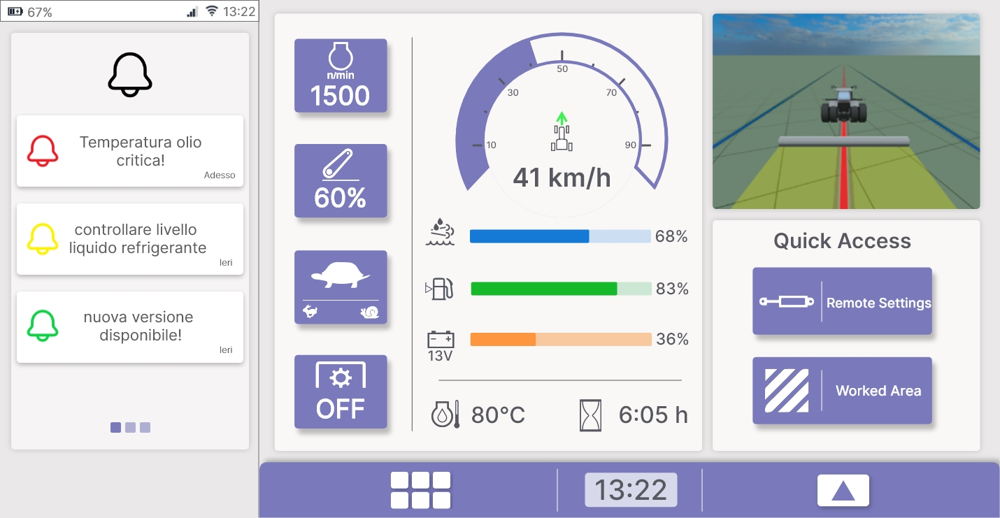 67%
13:22
Temperatura olio
critica!
Adesso
controllare livello
liquido refrigerante
Ieri
nuova versione
disponibile!
Ieri
n/min
1500
60%
OFF
10
30
50
70
90
41 km/h
68%
83%
36%
13V
80°C
6:05 h
Quick Access
Remote Settings
Worked Area
13:22